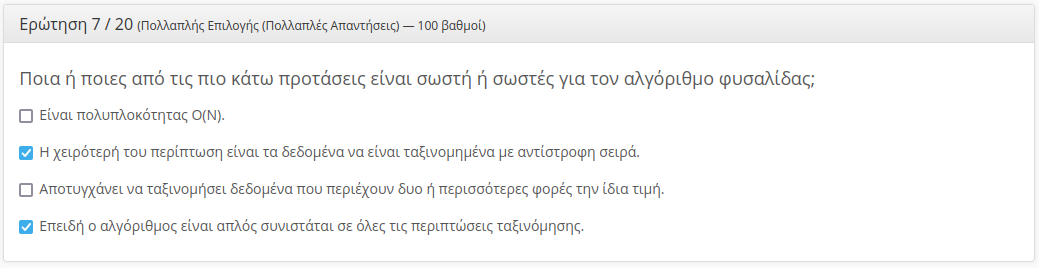 Ερώτηση 7 / 20 (Πολλαπλής Επιλογής (Πολλαπλές Απαντήσεις) — 100 βαθμοί)
Ποια ή ποιες από τις πιο κάτω προτάσεις είναι σωστή ή σωστές για τον αλγόριθμο φυσαλίδας;
Είναι πολυπλοκότητας O(N).
Η χειρότερή του περίπτωση είναι τα δεδομένα να είναι ταξινομημένα με αντίστροφη σειρά.
Αποτυγχάνει να ταξινομήσει δεδομένα που περιέχουν δυο ή περισσότερες φορές την ίδια τιμή.
Επειδή ο αλγόριθμος είναι απλός συνιστάται σε όλες τις περιπτώσεις ταξινόμησης.